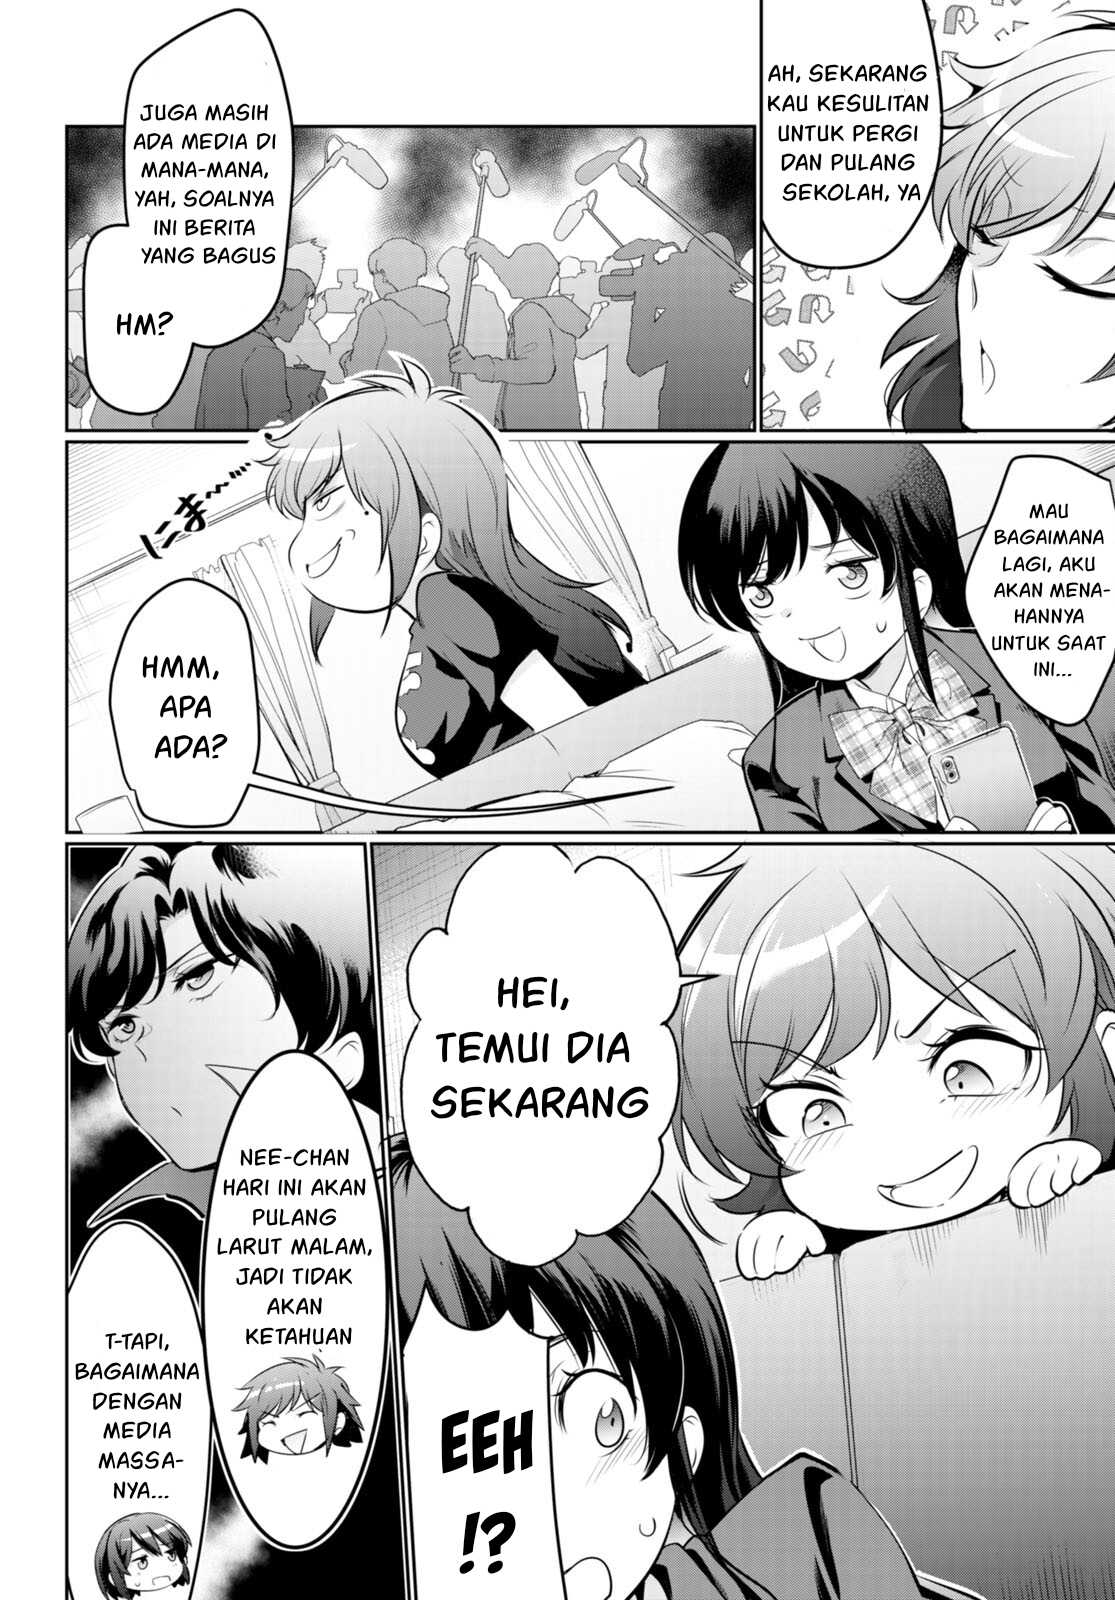 AH, SEKARANG
KAU KESULITAN
UNTUK PERGI
DAN PULANG
SEKOLAH, YA
JUGA MASIH
ADA MEDIA DI
MANA-MANA,
YAH, SOALNYA
INI BERITA
YANG BAGUS
HM?
MAU
BAGAIMANA
LAGI, AKU
AKAN MENA-
HANNYA
UNTUK SAAT
INI...
に〜ま〜…
HMM,
APA
ADA?
HEI,
TEMUI DIA
SEKARANG
EEH
!?
NEE-CHAN
HARI INI AKAN
PULANG
LARUT MALAM,
JADI TIDAK
AKAN
KETAHUAN
T-TAPI,
BAGAIMANA
DENGAN
MEDIA
MASSA-
NYA...